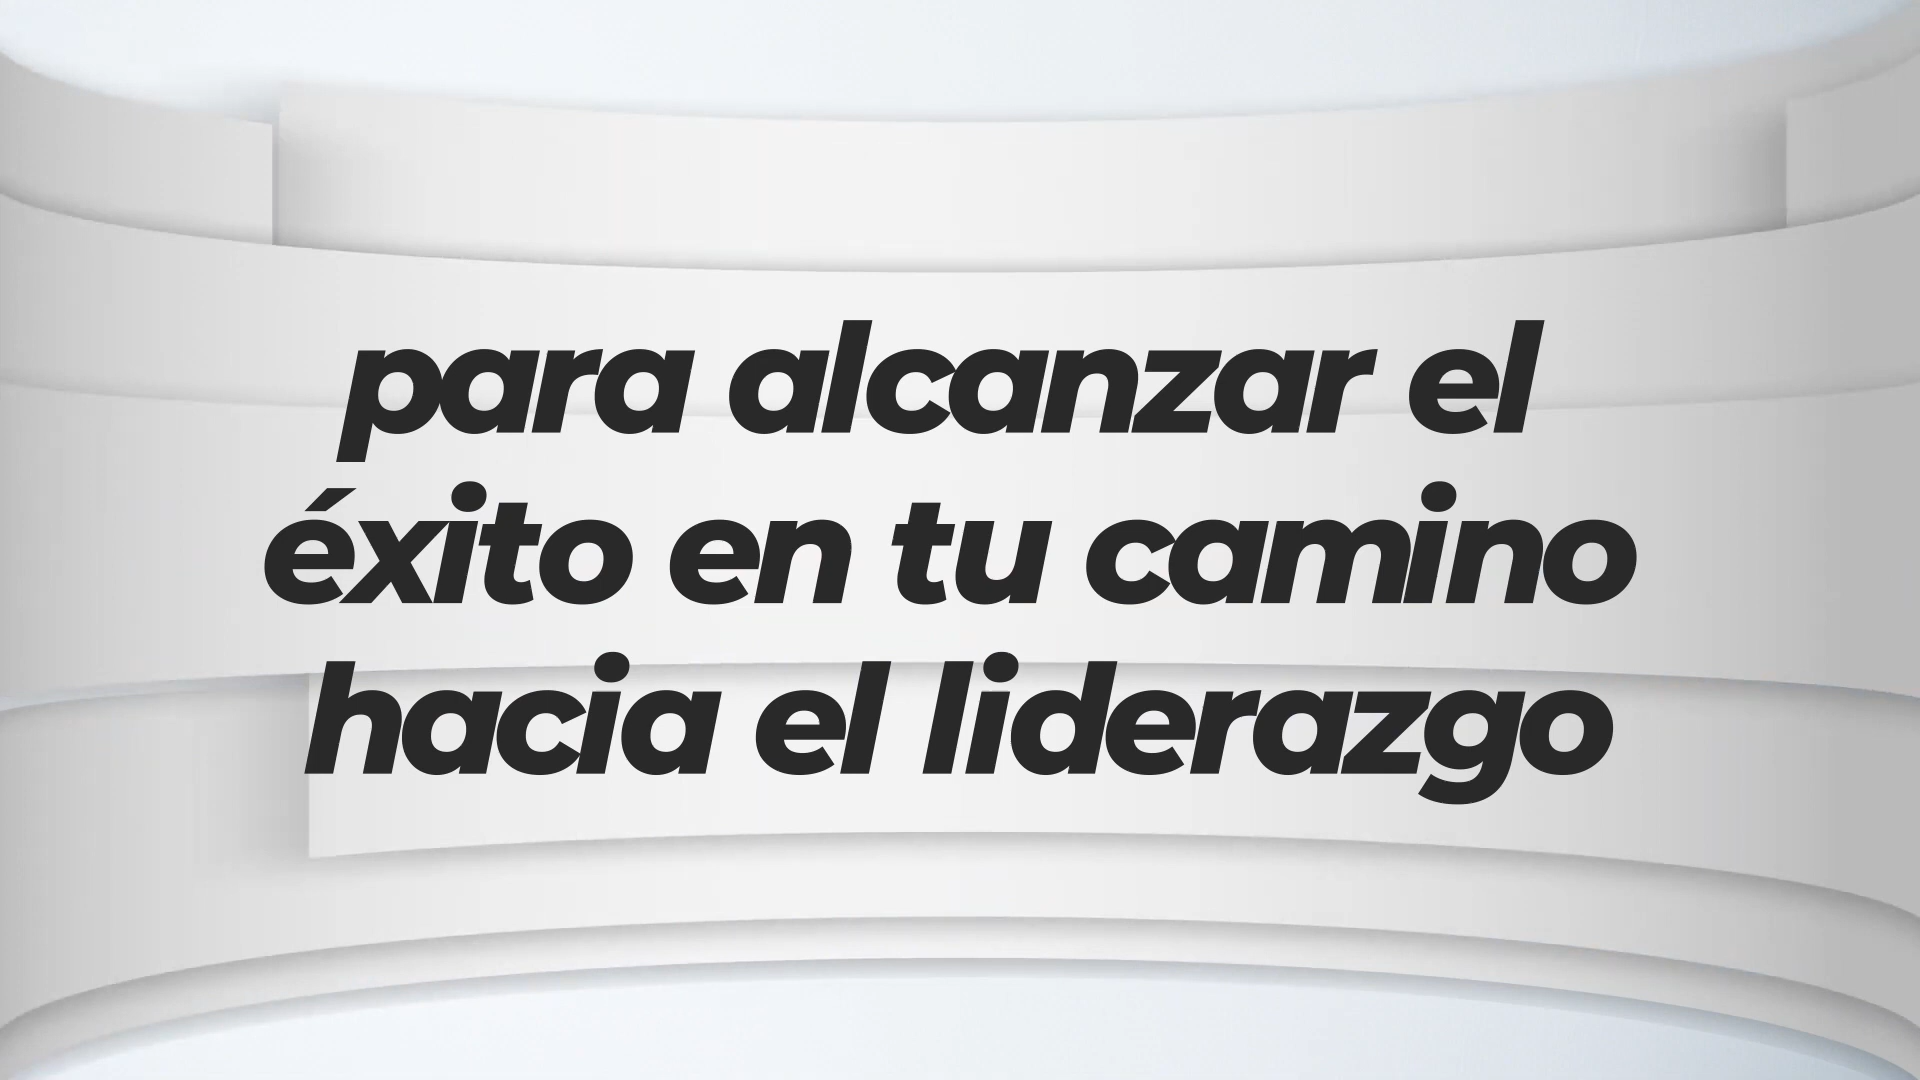 para alcanzar el
éxito en tu camino
hacia el liderazgo